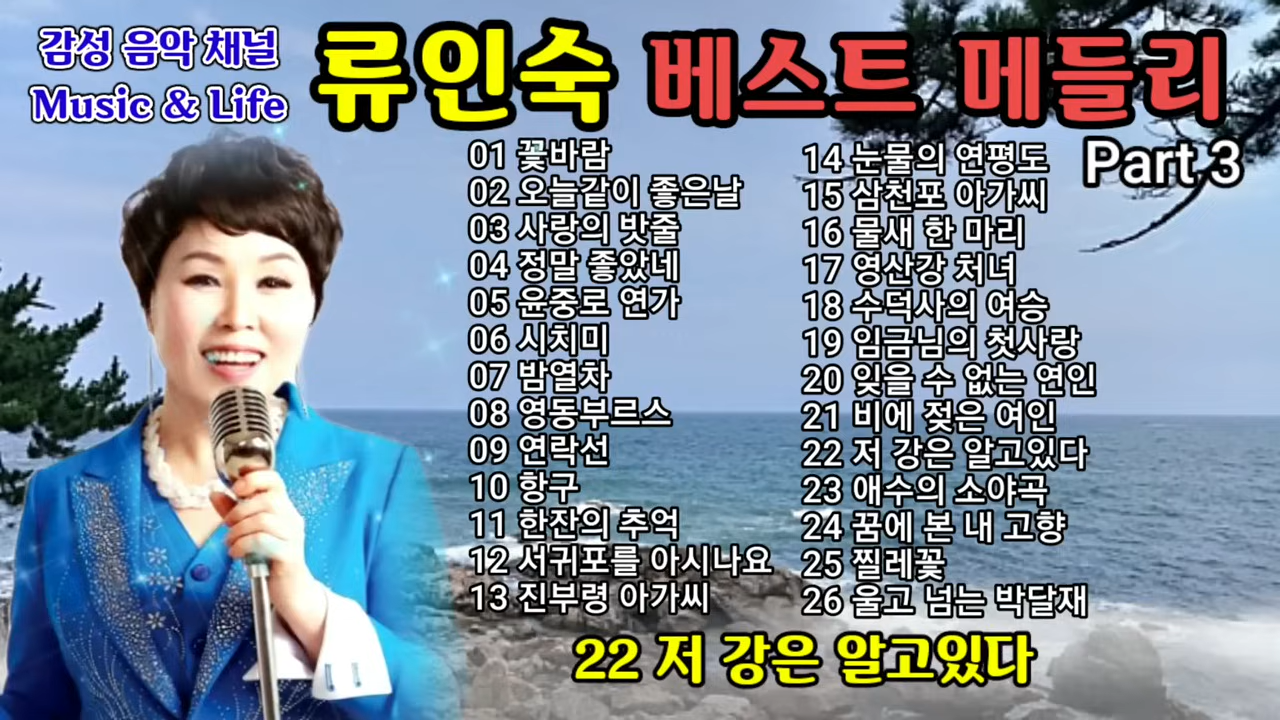 감성 음악 채널
Music & Life
류인숙 베스트 메들리
Part 3
01 꽃바람
02 오늘같이 좋은날
03 사랑의 밧줄
04 정말 좋았네
05 윤중로 연가
06 시치미
07 밤열차
08 영동부르스
09 연락선
10 항구
11 한잔의 추억
12 서귀포를 아시나요
13 진부령 아가씨
14 눈물의 연평도
15 삼천포 아가씨
16 물새 한 마리
17 영산강 처녀
18 수덕사의 여승
19 임금님의 첫사랑
20 잊을 수 없는 연인
21 비에 젖은 여인
22 저 강은 알고있다
23 애수의 소야곡
24 꿈에 본 내 고향
25 찔레꽃
26 울고 넘는 박달재
22 저 강은 알고있다